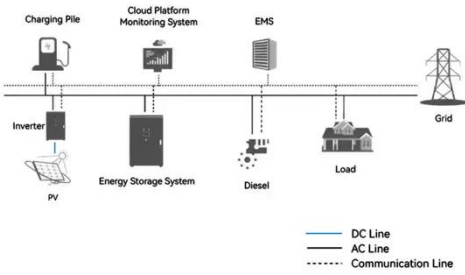 Charging Pile
Cloud Platform
Monitoring System
EMS
Grid
Inverter
PV
Energy Storage System
Diesel
Load
DC Line
AC Line
Communication Line